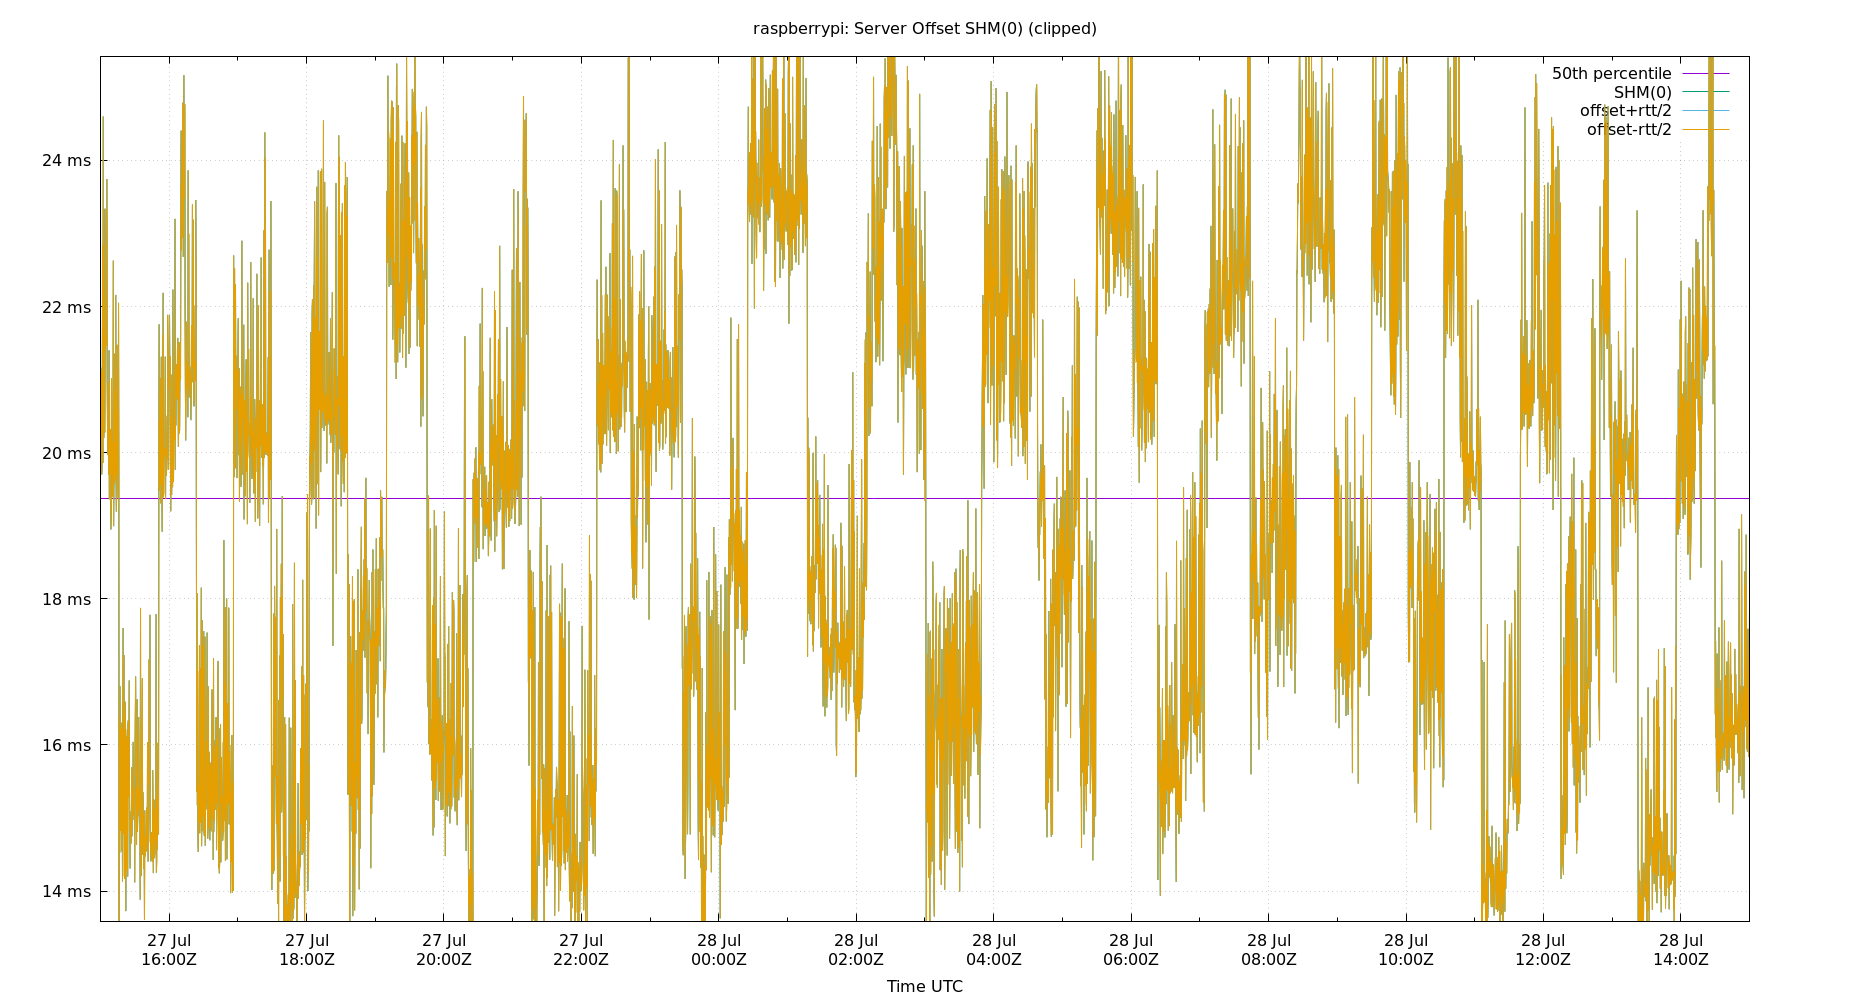 raspberrypi: Server Offset SHM(0) (clipped)
50th percentile
SHM(0)
offset+rtt/2
offset-rtt/2
24 ms
22 ms
20 ms
18 ms
16 ms
14 ms
27 Jul 27 Jul 27 Jul 27 Jul 28 Jul 28 Jul 28 Jul 28 Jul 28 Jul 28 Jul 28 Jul 28 Jul
16:00Z 18:00Z 20:00Z 22:00Z 00:00Z 02:00Z 04:00Z 06:00Z 08:00Z 10:00Z 12:00Z 14:00Z
Time UTC